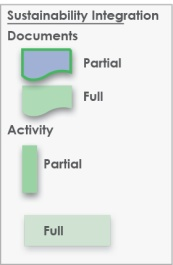 Sustainability Integration
Documents
Partial
Full
Activity
Partial
Full